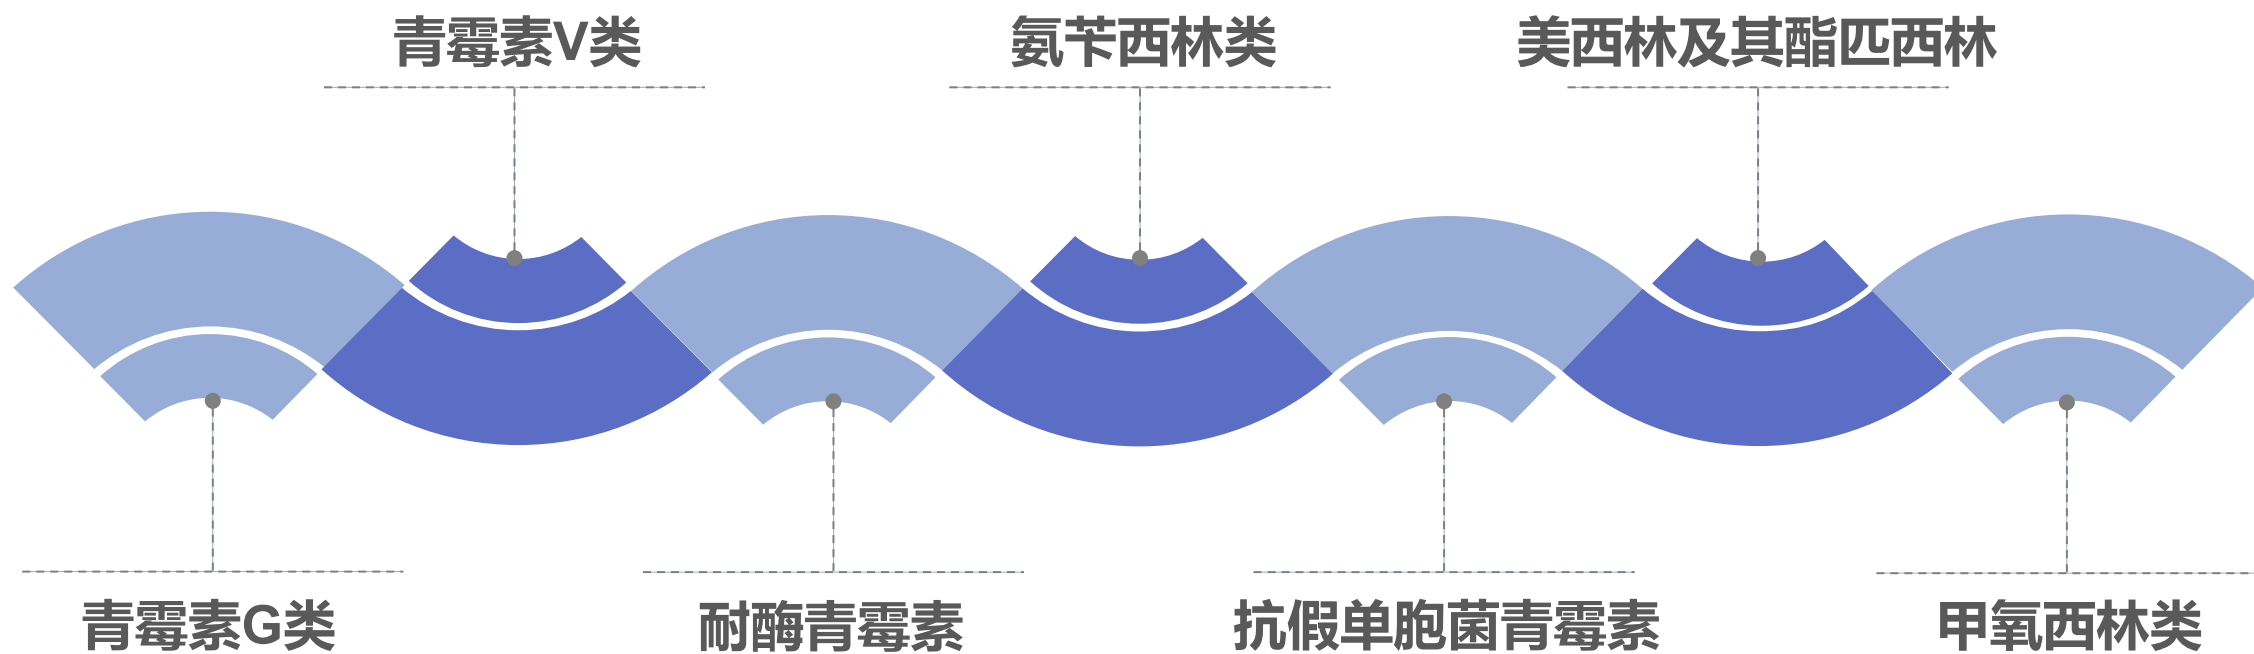 青霉素V类
氨苄西林类
美西林及其酯匹西林
青霉素G类
耐酶青霉素
抗假单胞菌青霉素
甲氧西林类